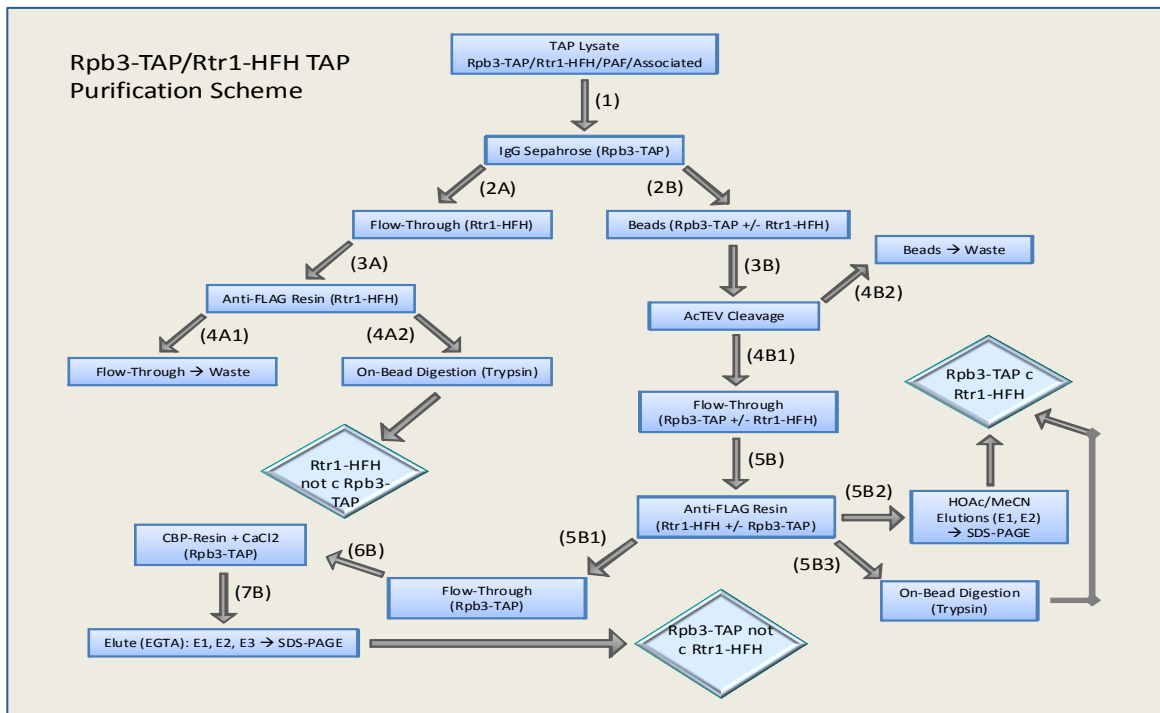 Rpb3-TAP/Rtr1-HFH TAP
Purification Scheme
TAP Lysate
Rpb3-TAP/Rtr1-HFH/PAF/Associated
(1)
IgG Sepahrose (Rpb3-TAP)
(2A)
(2B)
Flow-Through (Rtr1-HFH)
Beads (Rpb3-TAP +/- Rtr1-HFH)
Beads → Waste
(3A)
(3B)
(4B2)
Anti-FLAG Resin (Rtr1-HFH)
AcTEV Cleavage
(4A1)
(4A2)
(4B1)
Flow-Through → Waste
On-Bead Digestion (Trypsin)
Rpb3-TAP c
Rtr1-HFH
Flow-Through
(Rpb3-TAP +/- Rtr1-HFH)
Rtr1-HFH
not c Rpb3-
TAP
(5B)
Anti-FLAG Resin
(Rtr1-HFH +/- Rpb3-TAP)
(5B2)
HOAc/MeCN
Elutions (E1, E2)
→ SDS-PAGE
CBP-Resin + CaCl2
(Rpb3-TAP)
(6B)
(5B1)
(5B3)
Flow-Through
(Rpb3-TAP)
On-Bead Digestion
(Trypsin)
(7B)
Elute (EGTA): E1, E2, E3 → SDS-PAGE
Rpb3-TAP not
c Rtr1-HFH